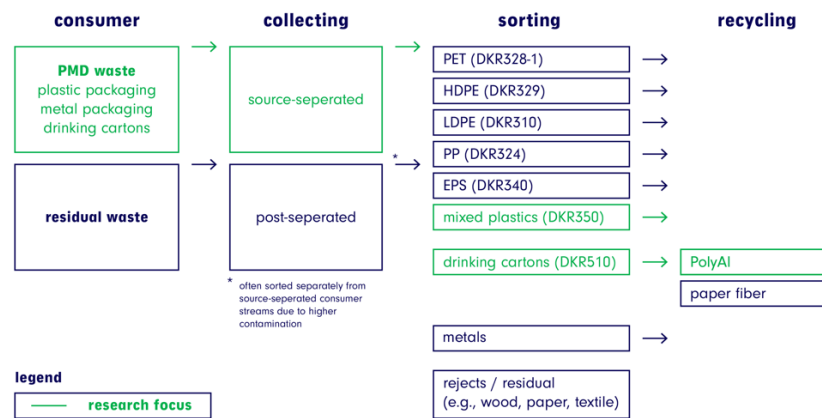 consumer
collecting
sorting
recycling
PMD waste
plastic packaging
metal packaging
drinking cartons
source-seperated
PET (DKR328-1)
HDPE (DKR329)
LDPE (DKR310)
PP (DKR324)
EPS (DKR340)
residual waste
*
post-seperated
mixed plastics (DKR350)
drinking cartons (DKR510)
PolyAl
paper fiber
* often sorted separately from
source-seperated consumer
streams due to higher
contamination
metals
rejects / residual
(e.g., wood, paper, textile)
legend
research focus